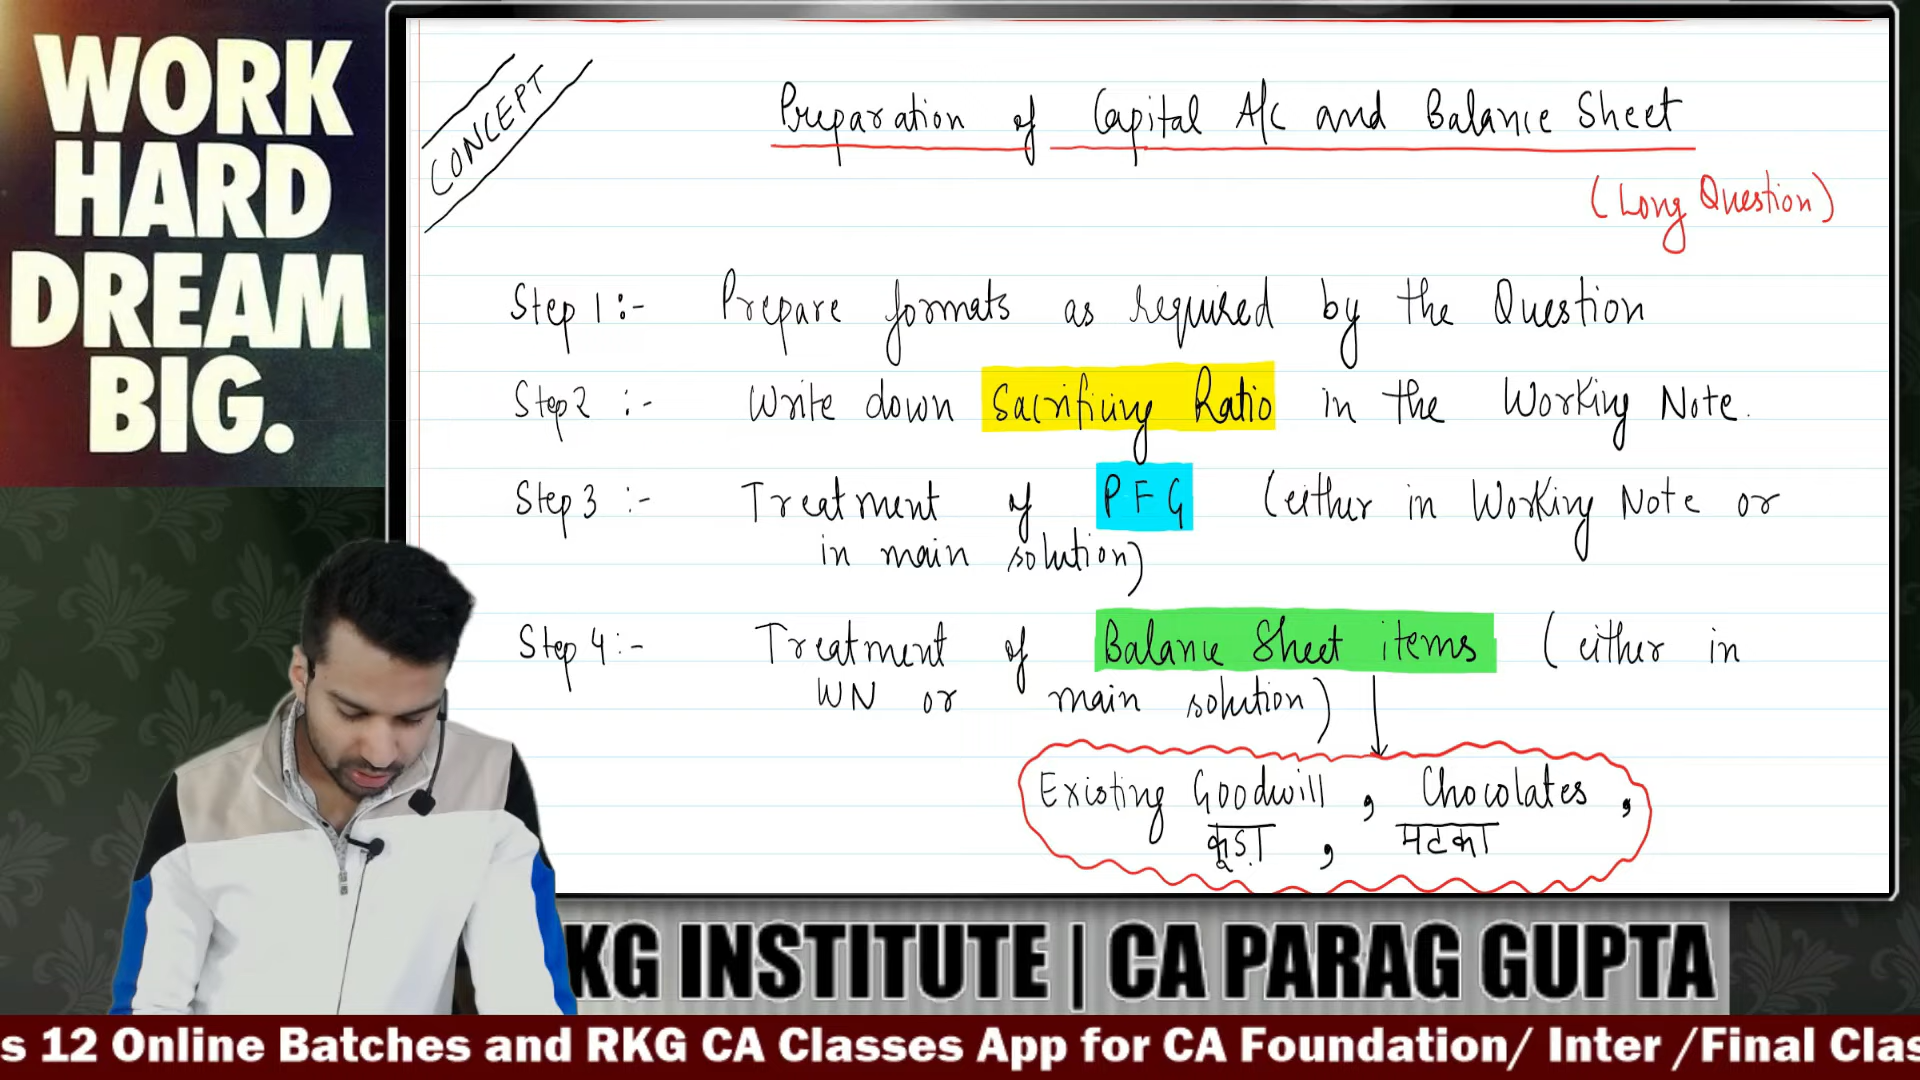 WORK
HARD
DREAM
BIG.
CONCEPT
Preparation of Capital A/c and Balance Sheet
(Long Question)
Step 1 :- Prepare formats as required by the Question
Step 2 :- Write down Sacrificing Ratio in the Working Note.
Step 3 :- Treatment of PFG (either in Working Note or
in main solution)
Step 4 :- Treatment of Balance Sheet items (either in
WN or main solution)
Existing Goodwill, Chocolates,
कूड़ा, मटका
KG INSTITUTE | CA PARAG GUPTA
s 12 Online Batches and RKG CA Classes App for CA Foundation/ Inter /Final Clas